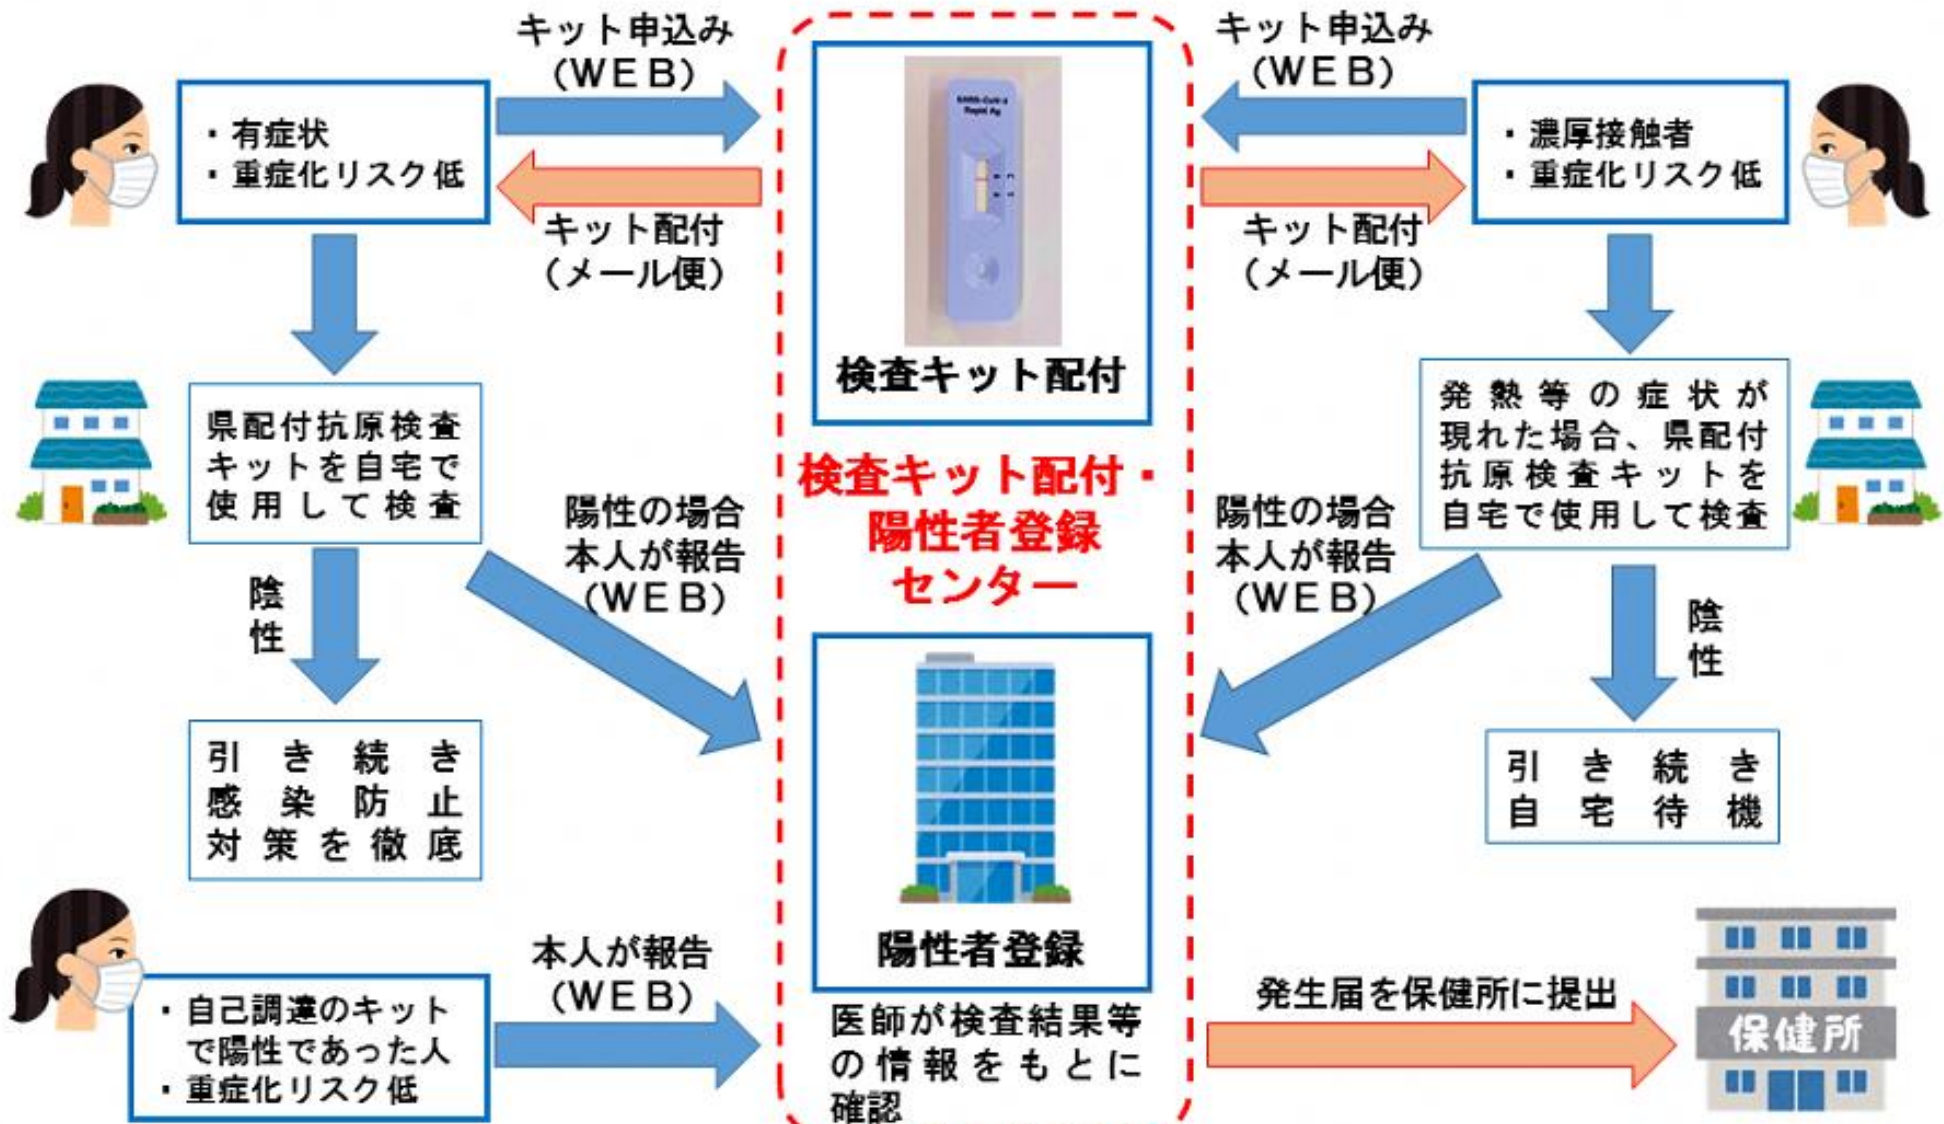 キット申込み
（ＷＥＢ）
・有症状
・重症化リスク低
キット配付
（メール便）
SARS-CoV-2
Rapid Ag
検査キット配付
キット申込み
（ＷＥＢ）
・濃厚接触者
・重症化リスク低
キット配付
（メール便）
県配付抗原検査
キットを自宅で
使用して検査
陽性の場合
本人が報告
（ＷＥＢ）
検査キット配付・
陽性者登録
センター
陽性の場合
本人が報告
（ＷＥＢ）
発熱等の症状が
現れた場合、県配付
抗原検査キットを
自宅で使用して検査
陰
性
陰
性
引き続き
感染防止
対策を徹底
引き続き
自宅待機
・自己調達のキット
で陽性であった人
・重症化リスク低
本人が報告
（ＷＥＢ）
陽性者登録
医師が検査結果等
の情報をもとに
確認
発生届を保健所に提出
保健所